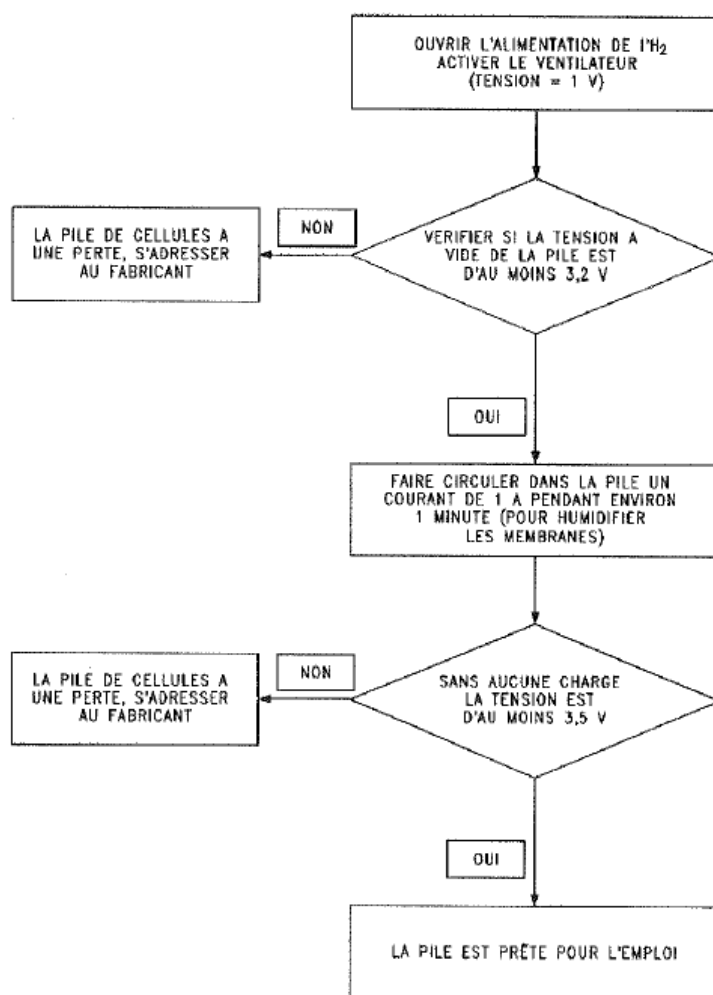 OUVRIR L'ALIMENTATION DE l'H₂
ACTIVER LE VENTILATEUR
(TENSION = 1 V)
NON
LA PILE DE CELLULES A
UNE PERTE, S'ADRESSER
AU FABRICANT
VERIFIER SI LA TENSION A
VIDE DE LA PILE EST
D'AU MOINS 3,2 V
OUI
FAIRE CIRCULER DANS LA PILE UN
COURANT DE 1 A PENDANT ENVIRON
1 MINUTE (POUR HUMIDIFIER
LES MEMBRANES)
NON
LA PILE DE CELLULES A
UNE PERTE, S'ADRESSER
AU FABRICANT
SANS AUCUNE CHARGE
LA TENSION EST
D'AU MOINS 3,5 V
OUI
LA PILE EST PRÊTE POUR L'EMPLOI